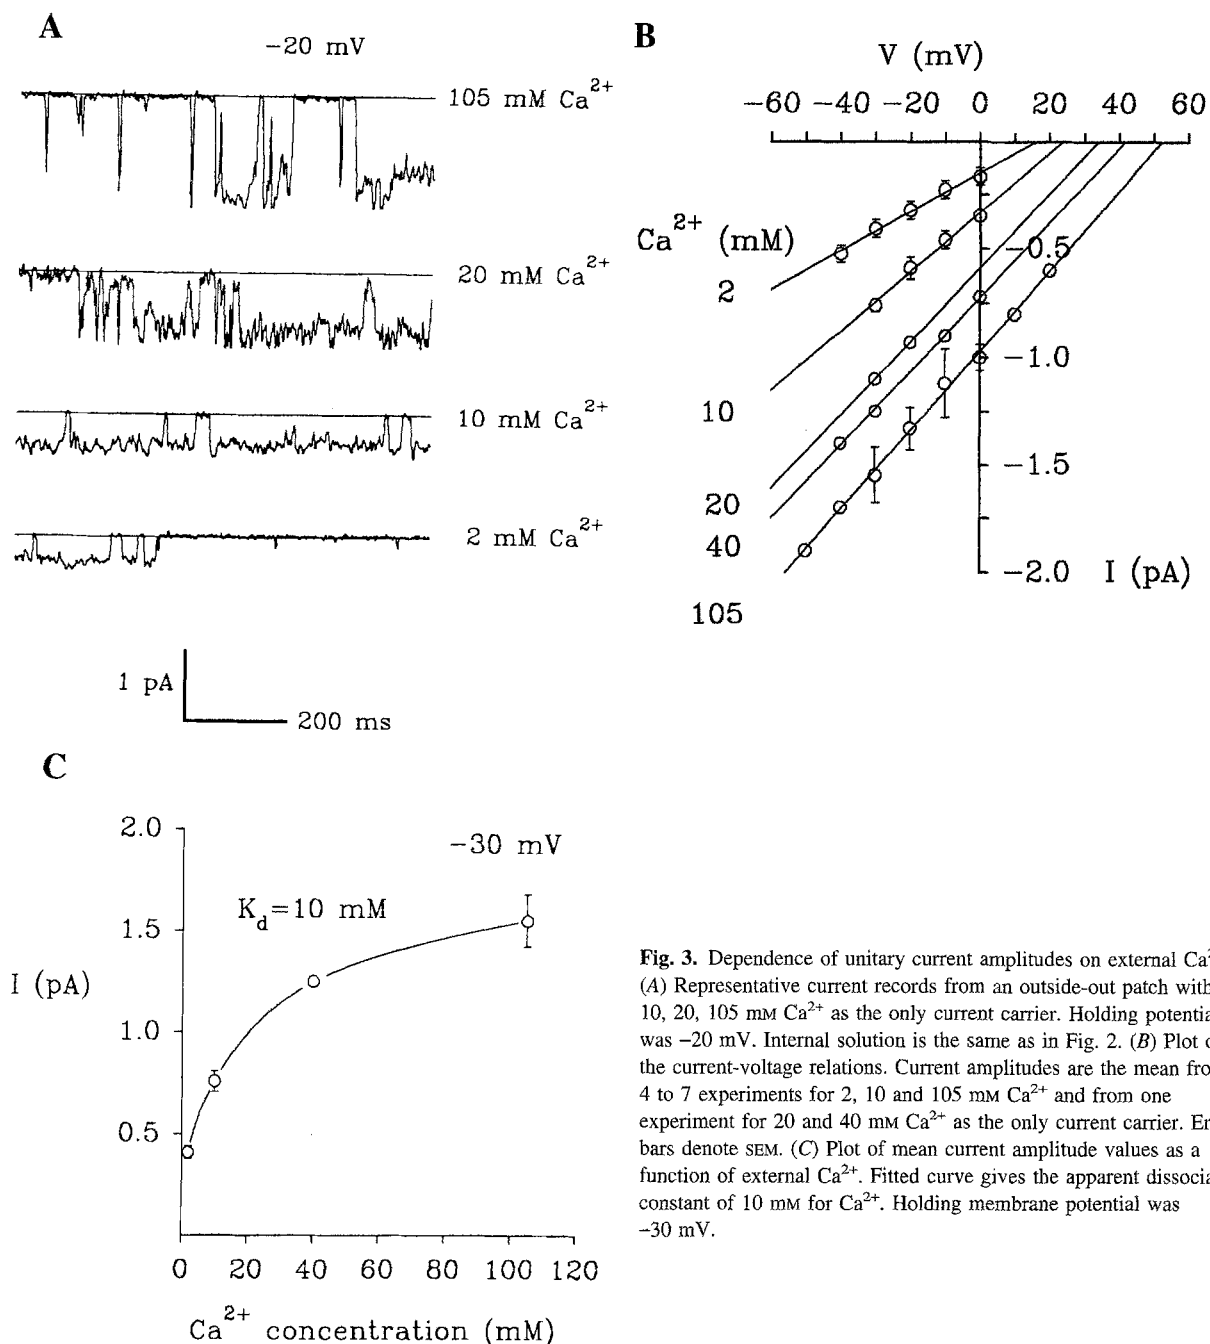 A
−20 mV
105 mM Ca²⁺
20 mM Ca²⁺
10 mM Ca²⁺
2 mM Ca²⁺
1 pA
200 ms
B
V (mV)
−60 −40 −20 0 20 40 60
Ca²⁺ (mM)
2
10
20
40
105
−0.5
−1.0
−1.5
−2.0
I (pA)
C
2.0
1.5
1.0
0.5
I (pA)
−30 mV
K_d=10 mM
0 20 40 60 80 100 120
Ca²⁺ concentration (mM)
Fig. 3. Dependence of unitary current amplitudes on external Ca²
(A) Representative current records from an outside-out patch with
10, 20, 105 mM Ca²⁺ as the only current carrier. Holding potentia
was −20 mV. Internal solution is the same as in Fig. 2. (B) Plot o
the current-voltage relations. Current amplitudes are the mean fro
4 to 7 experiments for 2, 10 and 105 mM Ca²⁺ and from one
experiment for 20 and 40 mM Ca²⁺ as the only current carrier. Er
bars denote SEM. (C) Plot of mean current amplitude values as a
function of external Ca²⁺. Fitted curve gives the apparent dissocia
constant of 10 mM for Ca²⁺. Holding membrane potential was
−30 mV.